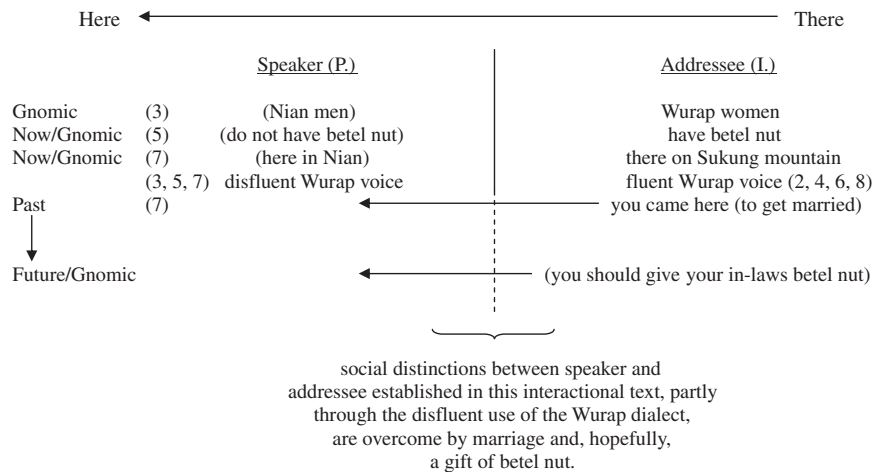 Here There
Speaker (P.) Addressee (I.)
Gnomic (3) (Nian men) Wurap women
Now/Gnomic (5) (do not have betel nut) have betel nut
Now/Gnomic (7) (here in Nian) there on Sukung mountain
(3, 5, 7) disfluent Wurap voice fluent Wurap voice (2, 4, 6, 8)
Past (7) you came here (to get married)
Future/Gnomic (you should give your in-laws betel nut)
social distinctions between speaker and
addressee established in this interactional text, partly
through the disfluent use of the Wurap dialect,
are overcome by marriage and, hopefully,
a gift of betel nut.